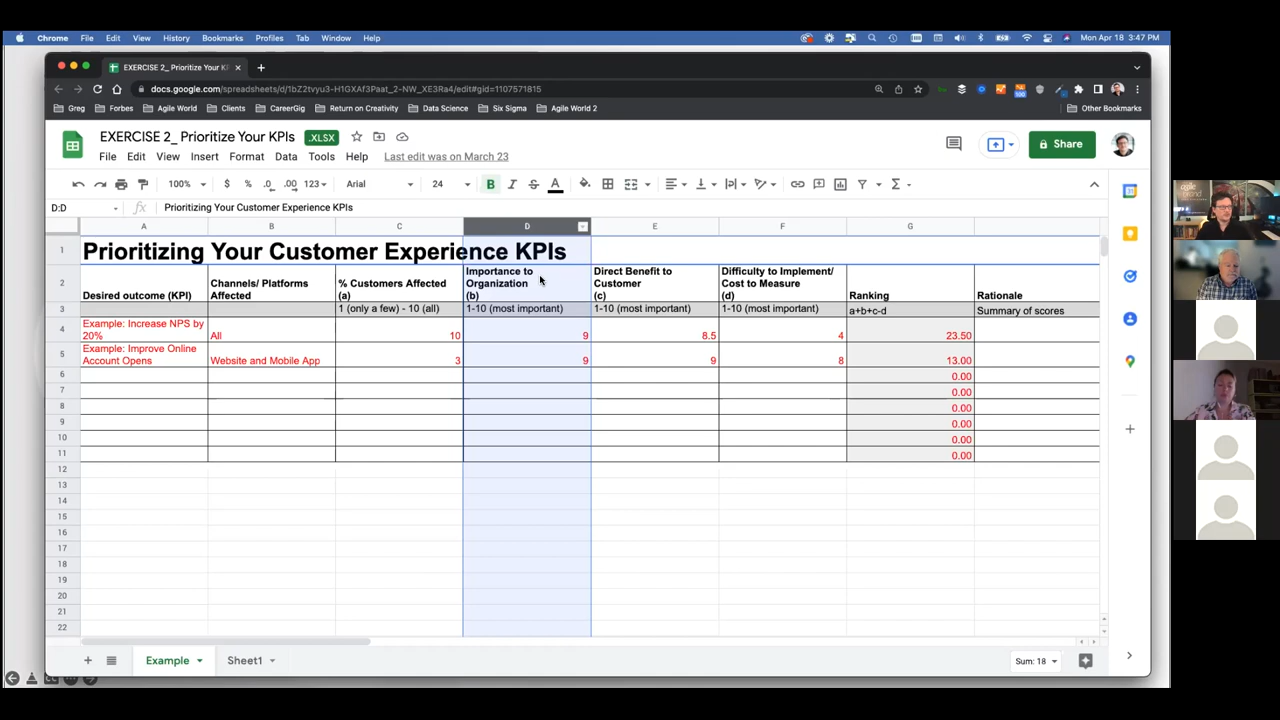 Chrome File Edit View History Bookmarks Profiles Tab Window Help Mon Apr 18 3:47 PM
EXERCISE 2_ Prioritize Your K
docs.google.com/spreadsheets/d/1bZ2tvyu3-H1GXAf3Paat_2-NW_XE3Ra4/edit#gid=1107571815
Greg Forbes Agile World Clients CareerGig Return on Creativity Data Science Six Sigma Agile World 2 Other Bookmarks
EXERCISE 2_ Prioritize Your KPIs .XLSX
File Edit View Insert Format Data Tools Help Last edit was on March 23
Share
100% $ % .0 .00 123 Arial 24 B I S A
D:D fx Prioritizing Your Customer Experience KPIs
A B C D E F G
1 Prioritizing Your Customer Experience KPIs
2 Desired outcome (KPI) Channels/ Platforms Affected % Customers Affected (a) Importance to Organization (b) Direct Benefit to Customer (c) Difficulty to Implement/ Cost to Measure (d) Ranking Rationale
3 1 (only a few) - 10 (all) 1-10 (most important) 1-10 (most important) 1-10 (most important) a+b+c-d Summary of scores
4 Example: Increase NPS by 20% All 10 9 8.5 4 23.50
5 Example: Improve Online Account Opens Website and Mobile App 3 9 9 8 13.00
6 0.00
7 0.00
8 0.00
9 0.00
10 0.00
11 0.00
12
13
14
15
16
17
18
19
20
21
22
Example Sheet1 Sum: 18